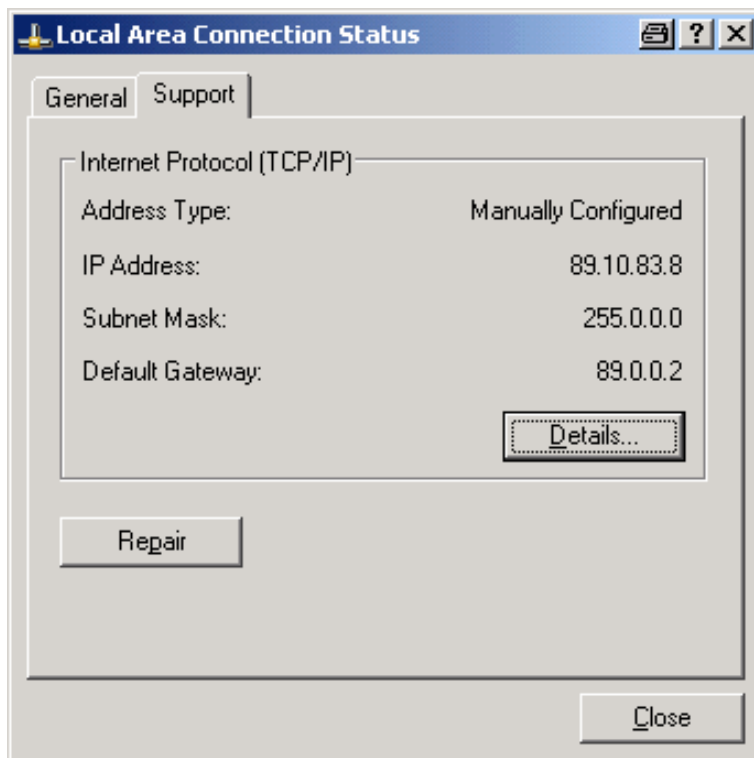 Local Area Connection Status
General Support
Internet Protocol (TCP/IP)
Address Type: Manually Configured
IP Address: 89.10.83.8
Subnet Mask: 255.0.0.0
Default Gateway: 89.0.0.2
Details...
Repair
Close